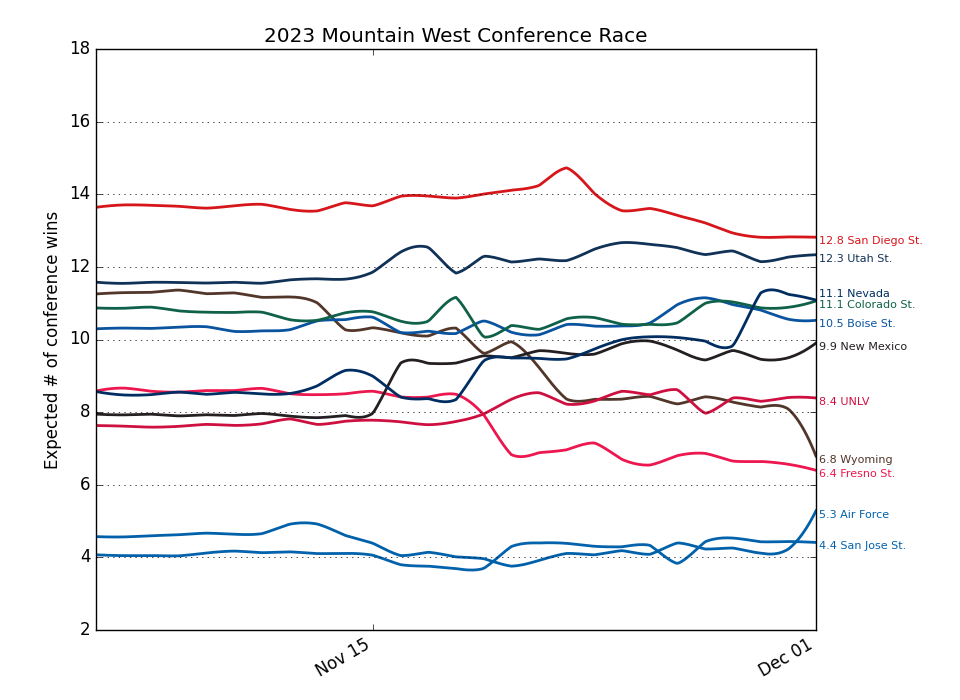 2023 Mountain West Conference Race
18
16
14
12
10
8
6
4
2
Expected # of conference wins
12.8 San Diego St.
12.3 Utah St.
11.1 Nevada
11.1 Colorado St.
10.5 Boise St.
9.9 New Mexico
8.4 UNLV
6.8 Wyoming
6.4 Fresno St.
5.3 Air Force
4.4 San Jose St.
Nov 15
Dec 01